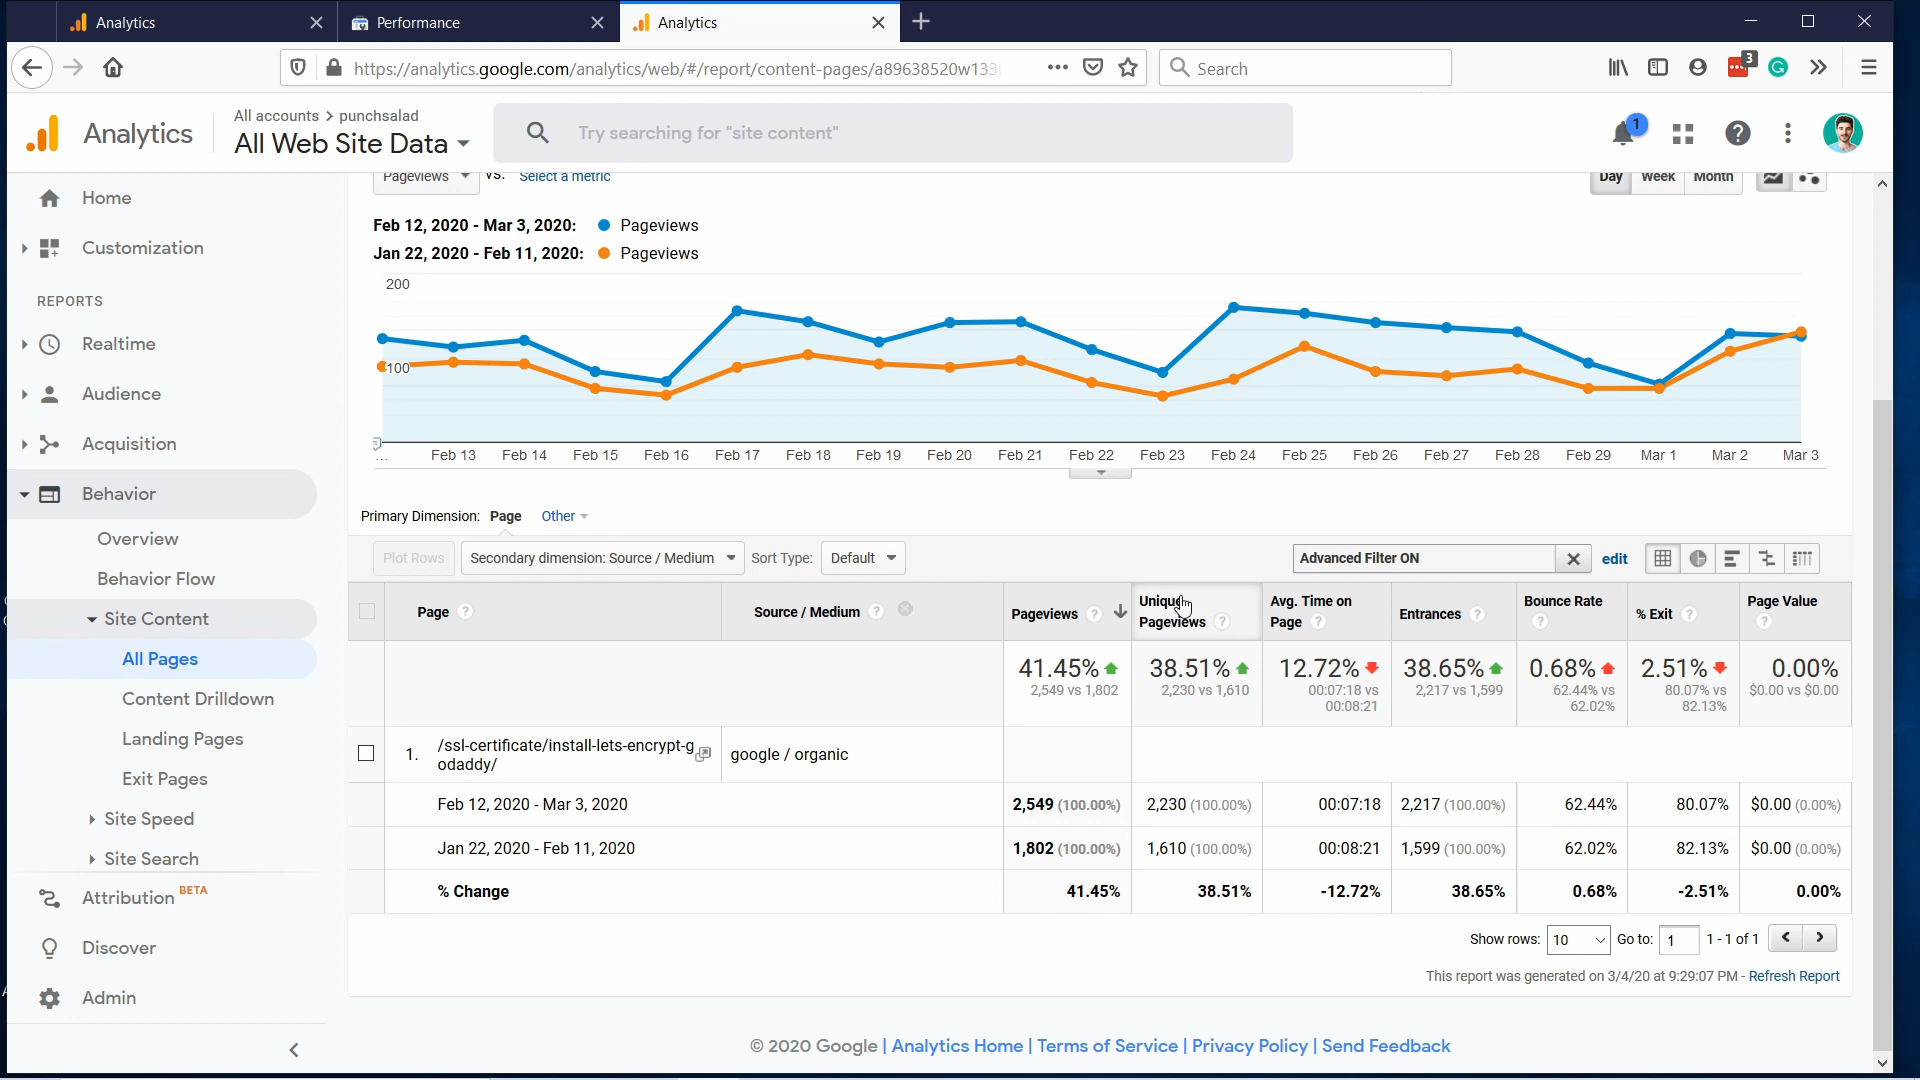 Analytics
Performance
Analytics
https://analytics.google.com/analytics/web/#/report/content-pages/a89638520w133
Search
3
Analytics
All accounts > punchsalad
All Web Site Data
Try searching for "site content"
1
Home
Customization
REPORTS
Realtime
Audience
Acquisition
Behavior
Overview
Behavior Flow
Site Content
All Pages
Content Drilldown
Landing Pages
Exit Pages
Site Speed
Site Search
Attribution BETA
Discover
Admin
Pageviews vs. Select a metric
Day Week Month
Feb 12, 2020 - Mar 3, 2020: Pageviews
Jan 22, 2020 - Feb 11, 2020: Pageviews
200
100
... Feb 13 Feb 14 Feb 15 Feb 16 Feb 17 Feb 18 Feb 19 Feb 20 Feb 21 Feb 22 Feb 23 Feb 24 Feb 25 Feb 26 Feb 27 Feb 28 Feb 29 Mar 1 Mar 2 Mar 3
Primary Dimension: Page Other
Plot Rows Secondary dimension: Source / Medium Sort Type: Default Advanced Filter ON edit
Page ? Source / Medium ? Pageviews ? Unique Pageviews ? Avg. Time on Page ? Entrances ? Bounce Rate ? % Exit ? Page Value ?
41.45% 38.51% 12.72% 38.65% 0.68% 2.51% 0.00%
2,549 vs 1,802 2,230 vs 1,610 00:07:18 vs 00:08:21 2,217 vs 1,599 62.44% vs 62.02% 80.07% vs 82.13% $0.00 vs $0.00
1. /ssl-certificate/install-lets-encrypt-g google / organic
odaddy/
Feb 12, 2020 - Mar 3, 2020 2,549 (100.00%) 2,230 (100.00%) 00:07:18 2,217 (100.00%) 62.44% 80.07% $0.00 (0.00%)
Jan 22, 2020 - Feb 11, 2020 1,802 (100.00%) 1,610 (100.00%) 00:08:21 1,599 (100.00%) 62.02% 82.13% $0.00 (0.00%)
% Change 41.45% 38.51% -12.72% 38.65% 0.68% -2.51% 0.00%
Show rows: 10 Go to: 1 1 - 1 of 1
This report was generated on 3/4/20 at 9:29:07 PM - Refresh Report
© 2020 Google | Analytics Home | Terms of Service | Privacy Policy | Send Feedback